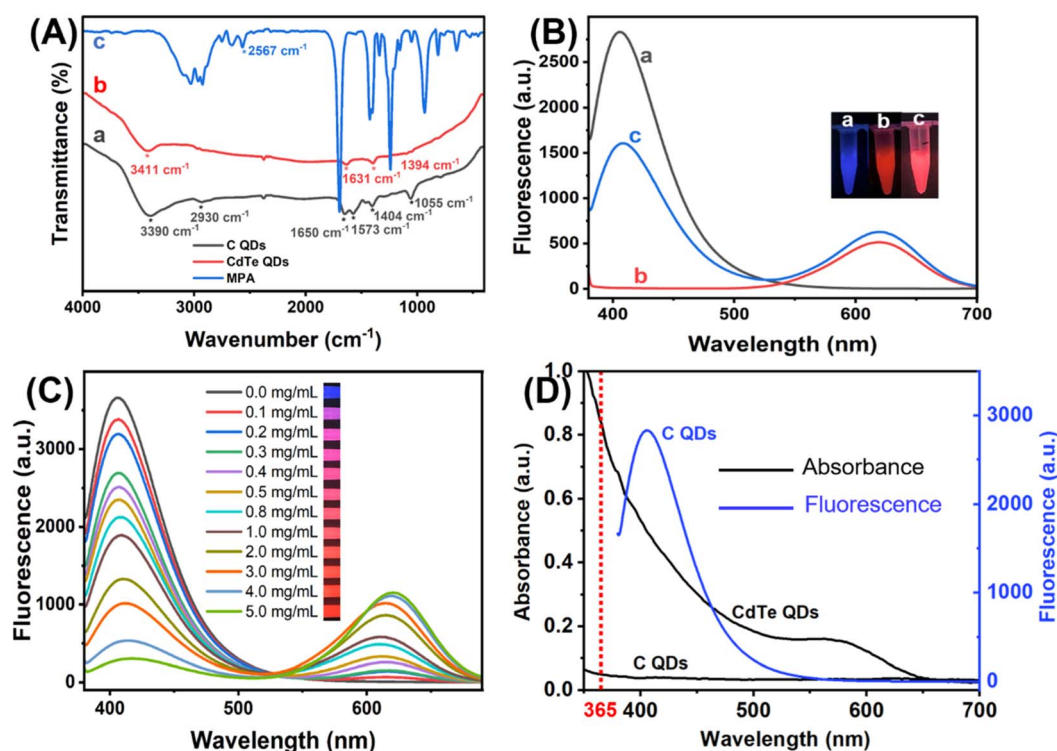 (A)
c
2567 cm⁻¹
b
a
3411 cm⁻¹
1631 cm⁻¹
1394 cm⁻¹
3390 cm⁻¹
2930 cm⁻¹
1650 cm⁻¹
1573 cm⁻¹
1404 cm⁻¹
1055 cm⁻¹
C QDs
CdTe QDs
MPA
Transmittance (%)
4000
3000
2000
1000
Wavenumber (cm⁻¹)
(B)
a
c
b
a b c
Fluorescence (a.u.)
3000
2500
2000
1500
1000
500
0
400
500
600
700
Wavelength (nm)
(C)
0.0 mg/mL
0.1 mg/mL
0.2 mg/mL
0.3 mg/mL
0.4 mg/mL
0.5 mg/mL
0.8 mg/mL
1.0 mg/mL
2.0 mg/mL
3.0 mg/mL
4.0 mg/mL
5.0 mg/mL
Fluorescence (a.u.)
3000
2000
1000
0
400
500
600
Wavelength (nm)
(D)
C QDs
Absorbance
Fluorescence
CdTe QDs
C QDs
Absorbance (a.u.)
1.0
0.8
0.6
0.4
0.2
0.0
Fluorescence (a.u.)
3000
2000
1000
0
365
400
500
600
700
Wavelength (nm)